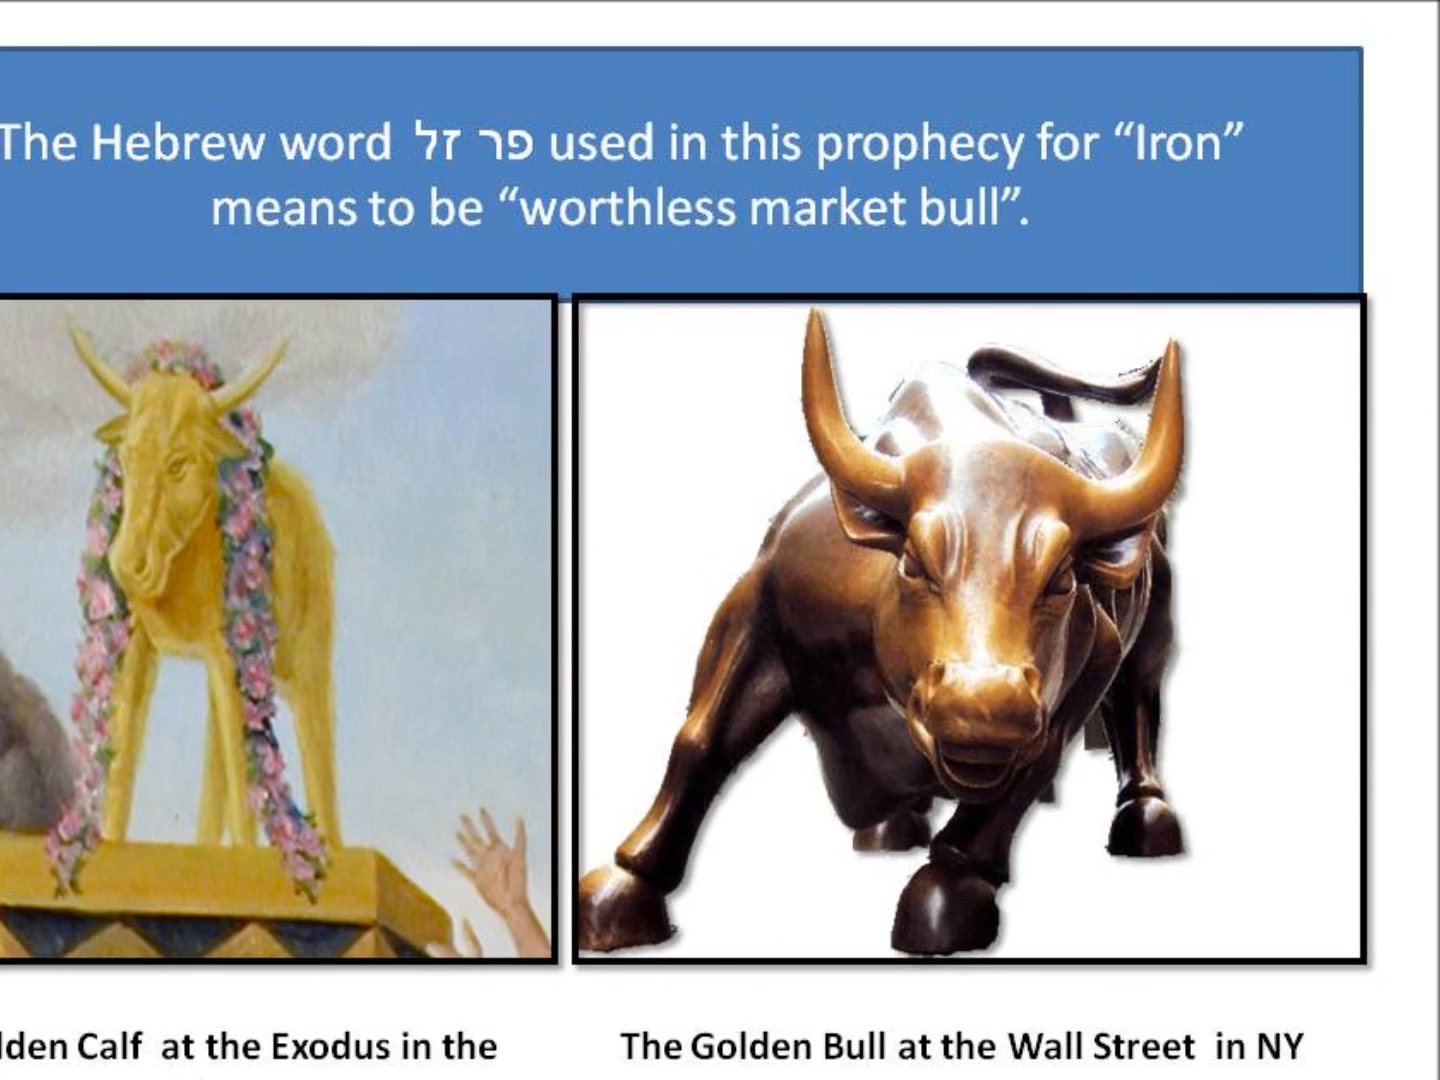 The Hebrew word פר זל used in this prophecy for “Iron”
means to be “worthless market bull”.
lden Calf at the Exodus in the
The Golden Bull at the Wall Street in NY